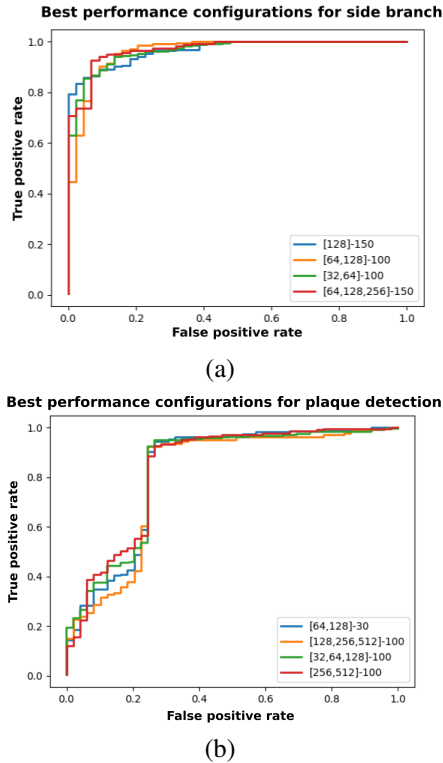 Best performance configurations for side branch
1.0
0.8
0.6
0.4
0.2
0.0
True positive rate
[128]-150
[64,128]-100
[32,64]-100
[64,128,256]-150
0.0 0.2 0.4 0.6 0.8 1.0
False positive rate
(a)
Best performance configurations for plaque detection
1.0
0.8
0.6
0.4
0.2
0.0
True positive rate
[64,128]-30
[128,256,512]-100
[32,64,128]-100
[256,512]-100
0.0 0.2 0.4 0.6 0.8 1.0
False positive rate
(b)